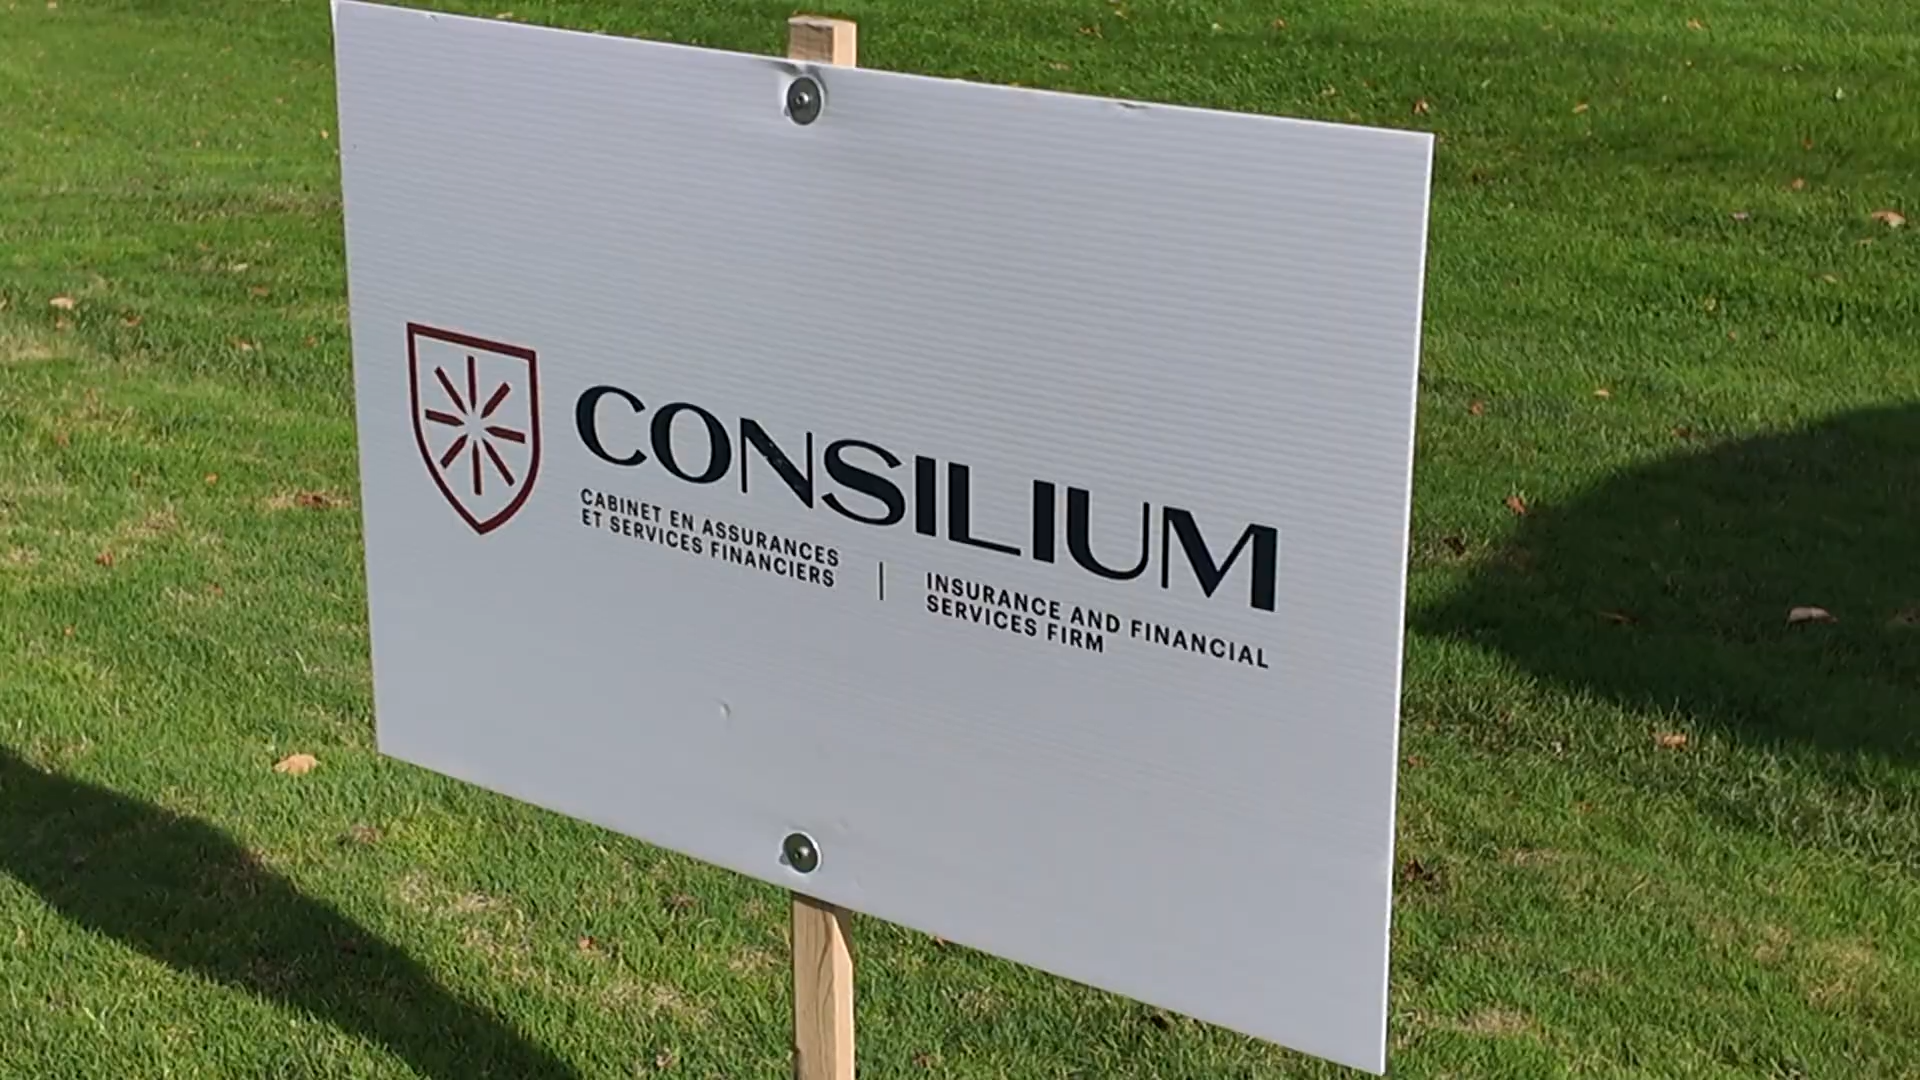 CONSILIUM
CABINET EN ASSURANCES
ET SERVICES FINANCIERS
INSURANCE AND FINANCIAL
SERVICES FIRM